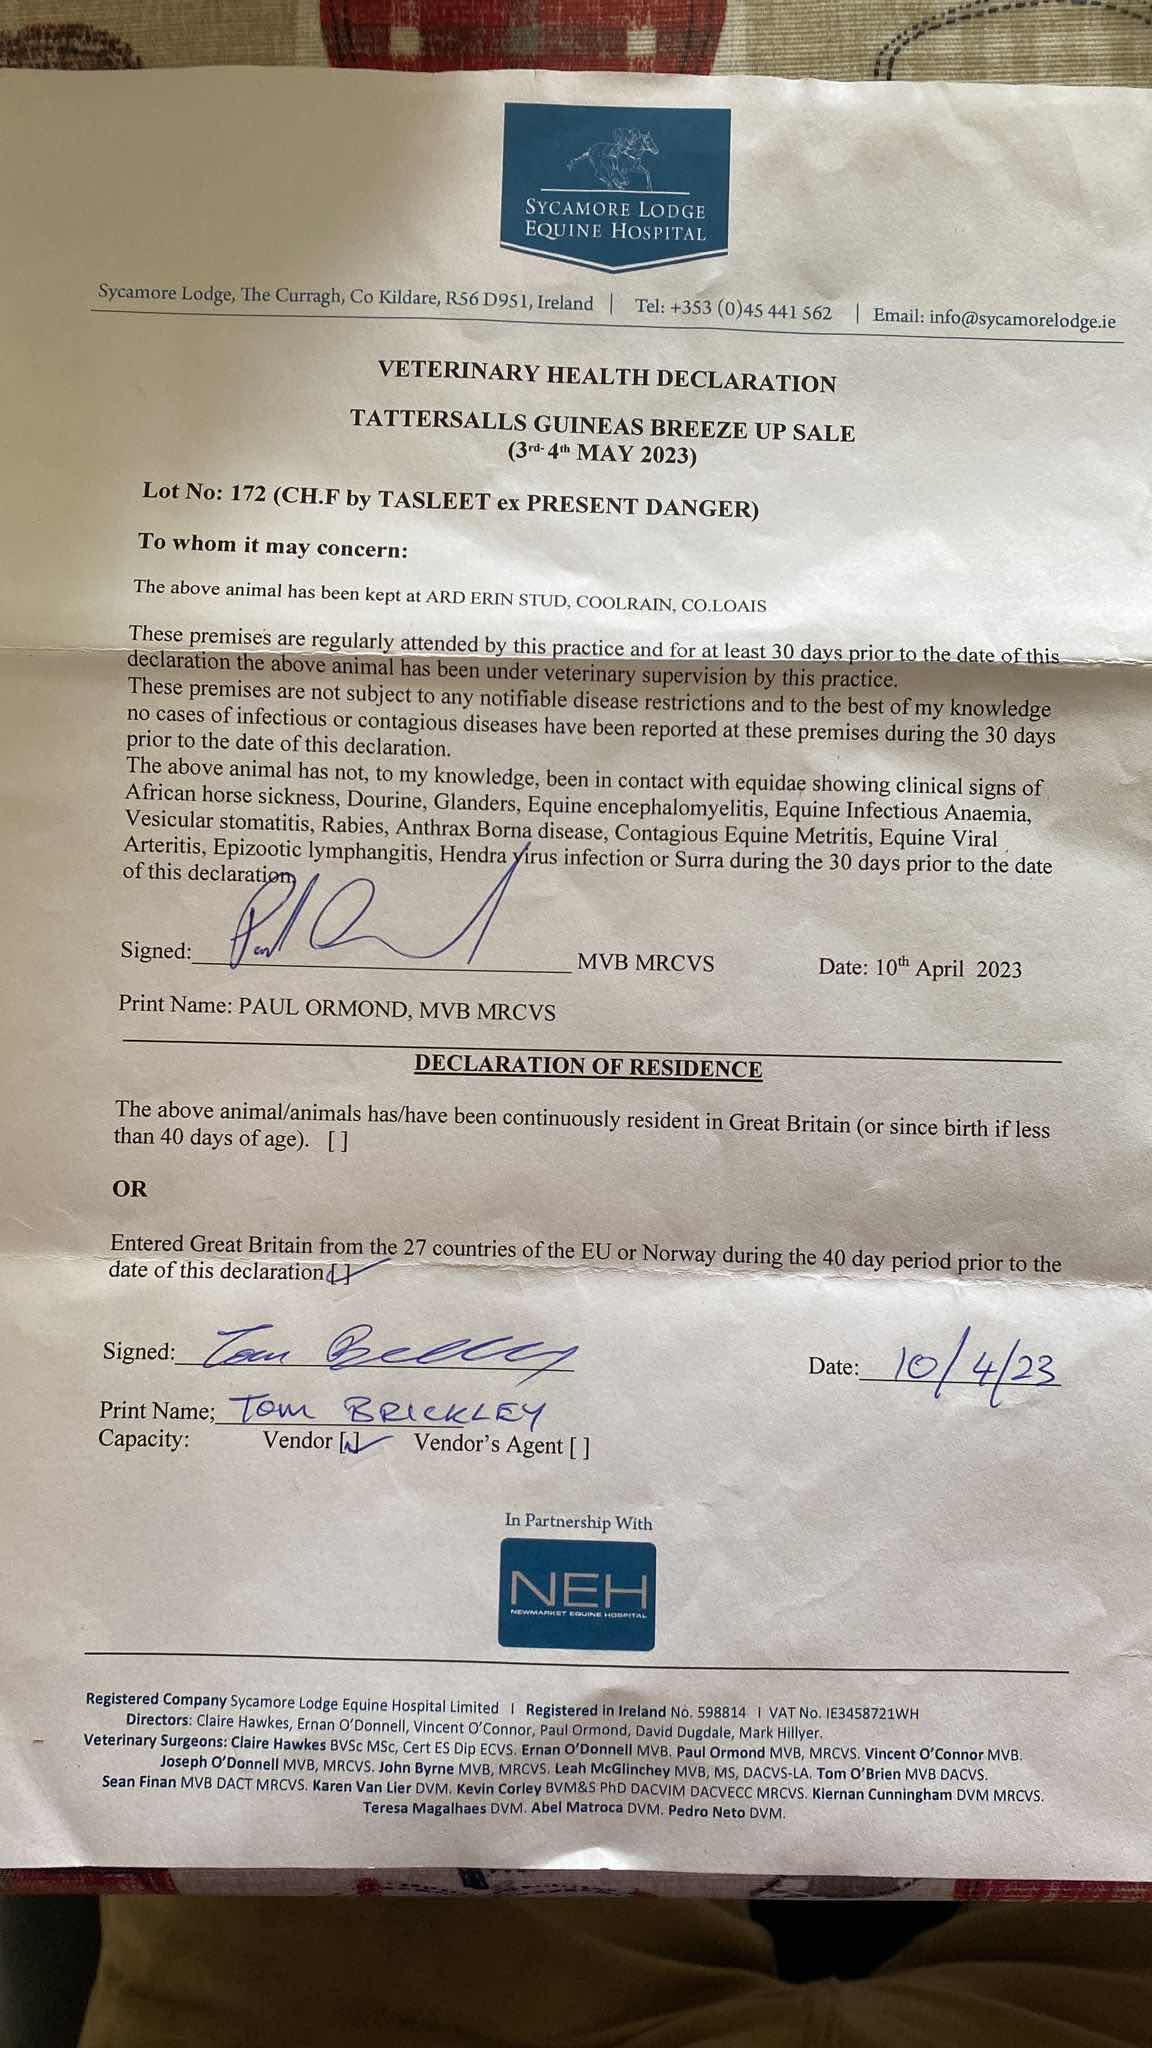 SYCAMORE LODGE
EQUINE HOSPITAL
Sycamore Lodge, The Curragh, Co Kildare, R56 D951, Ireland | Tel: +353 (0)45 441 562 | Email: info@sycamorelodge.ie
VETERINARY HEALTH DECLARATION
TATTERSALLS GUINEAS BREEZE UP SALE
(3rd- 4th MAY 2023)
Lot No: 172 (CH.F by TASLEET ex PRESENT DANGER)
To whom it may concern:
The above animal has been kept at ARD ERIN STUD, COOLRAIN, CO.LOAIS
These premises are regularly attended by this practice and for at least 30 days prior to the date of this
declaration the above animal has been under veterinary supervision by this practice.
These premises are not subject to any notifiable disease restrictions and to the best of my knowledge
no cases of infectious or contagious diseases have been reported at these premises during the 30 days
prior to the date of this declaration.
The above animal has not, to my knowledge, been in contact with equidae showing clinical signs of
African horse sickness, Dourine, Glanders, Equine encephalomyelitis, Equine Infectious Anaemia,
Vesicular stomatitis, Rabies, Anthrax Borna disease, Contagious Equine Metritis, Equine Viral
Arteritis, Epizootic lymphangitis, Hendra virus infection or Surra during the 30 days prior to the date
of this declaration
Signed: MVB MRCVS Date: 10th April 2023
Print Name: PAUL ORMOND, MVB MRCVS
DECLARATION OF RESIDENCE
The above animal/animals has/have been continuously resident in Great Britain (or since birth if less
than 40 days of age). [ ]
OR
Entered Great Britain from the 27 countries of the EU or Norway during the 40 day period prior to the
date of this declaration [✓]
Signed: Tom Brickley Date: 10/4/23
Print Name; TOM BRICKLEY
Capacity: Vendor [✓] Vendor's Agent [ ]
In Partnership With
NEH
NEWMARKET EQUINE HOSPITAL
Registered Company Sycamore Lodge Equine Hospital Limited | Registered in Ireland No. 598814 | VAT No. IE3458721WH
Directors: Claire Hawkes, Ernan O'Donnell, Vincent O'Connor, Paul Ormond, David Dugdale, Mark Hillyer.
Veterinary Surgeons: Claire Hawkes BVSc MSc, Cert ES Dip ECVS. Ernan O'Donnell MVB. Paul Ormond MVB, MRCVS. Vincent O'Connor MVB.
Joseph O'Donnell MVB, MRCVS. John Byrne MVB, MRCVS. Leah McGlinchey MVB, MS, DACVS-LA. Tom O'Brien MVB DACVS.
Sean Finan MVB DACT MRCVS. Karen Van Lier DVM. Kevin Corley BVM&S PhD DACVIM DACVECC MRCVS. Kiernan Cunningham DVM MRCVS.
Teresa Magalhaes DVM. Abel Matroca DVM. Pedro Neto DVM.